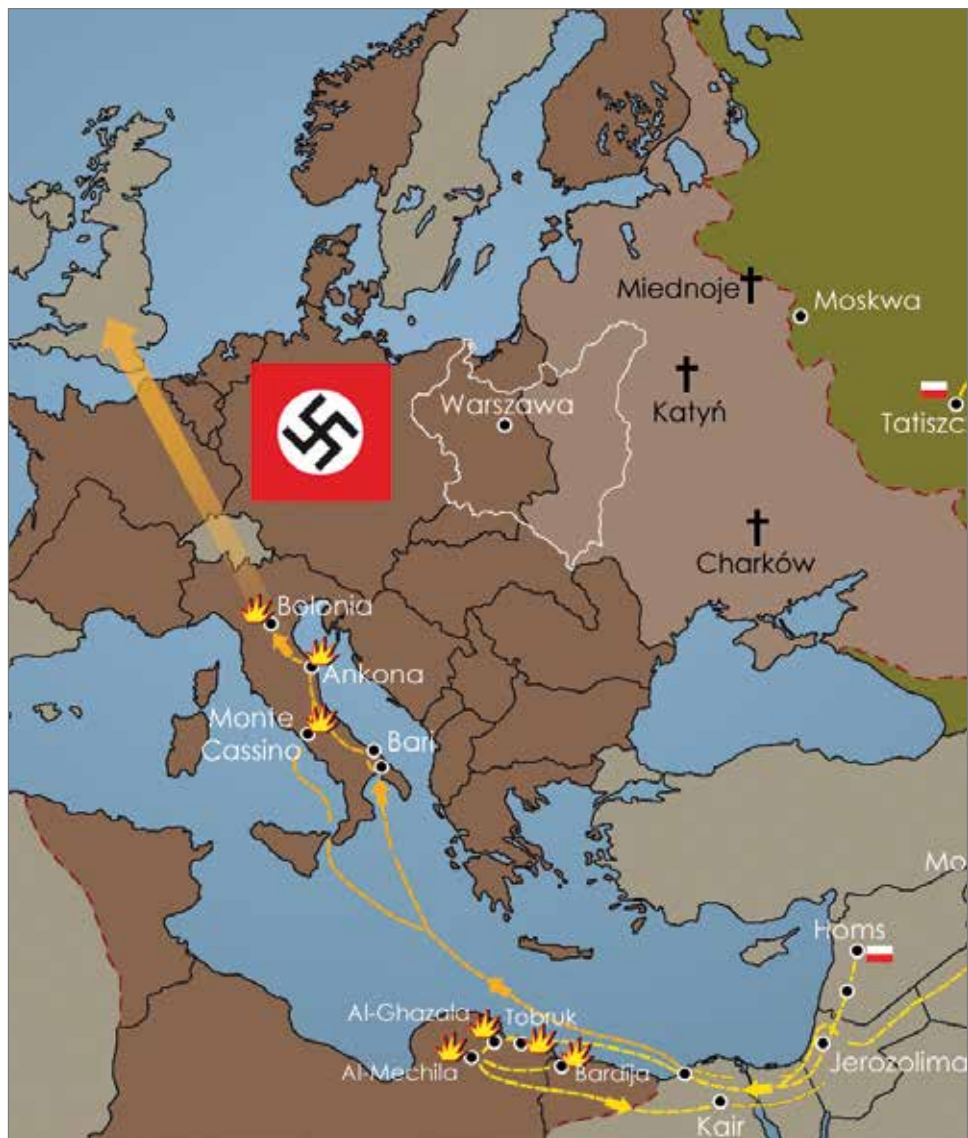 Miednoje
Moskwa
Katyń
Warszawa
Tatiszc
Charków
Bolonia
Ankona
Monte
Cassino
Bari
Mo
Homs
Al-Ghazala
Tobruk
Al-Mechila
Bardija
Jerozolima
Kair